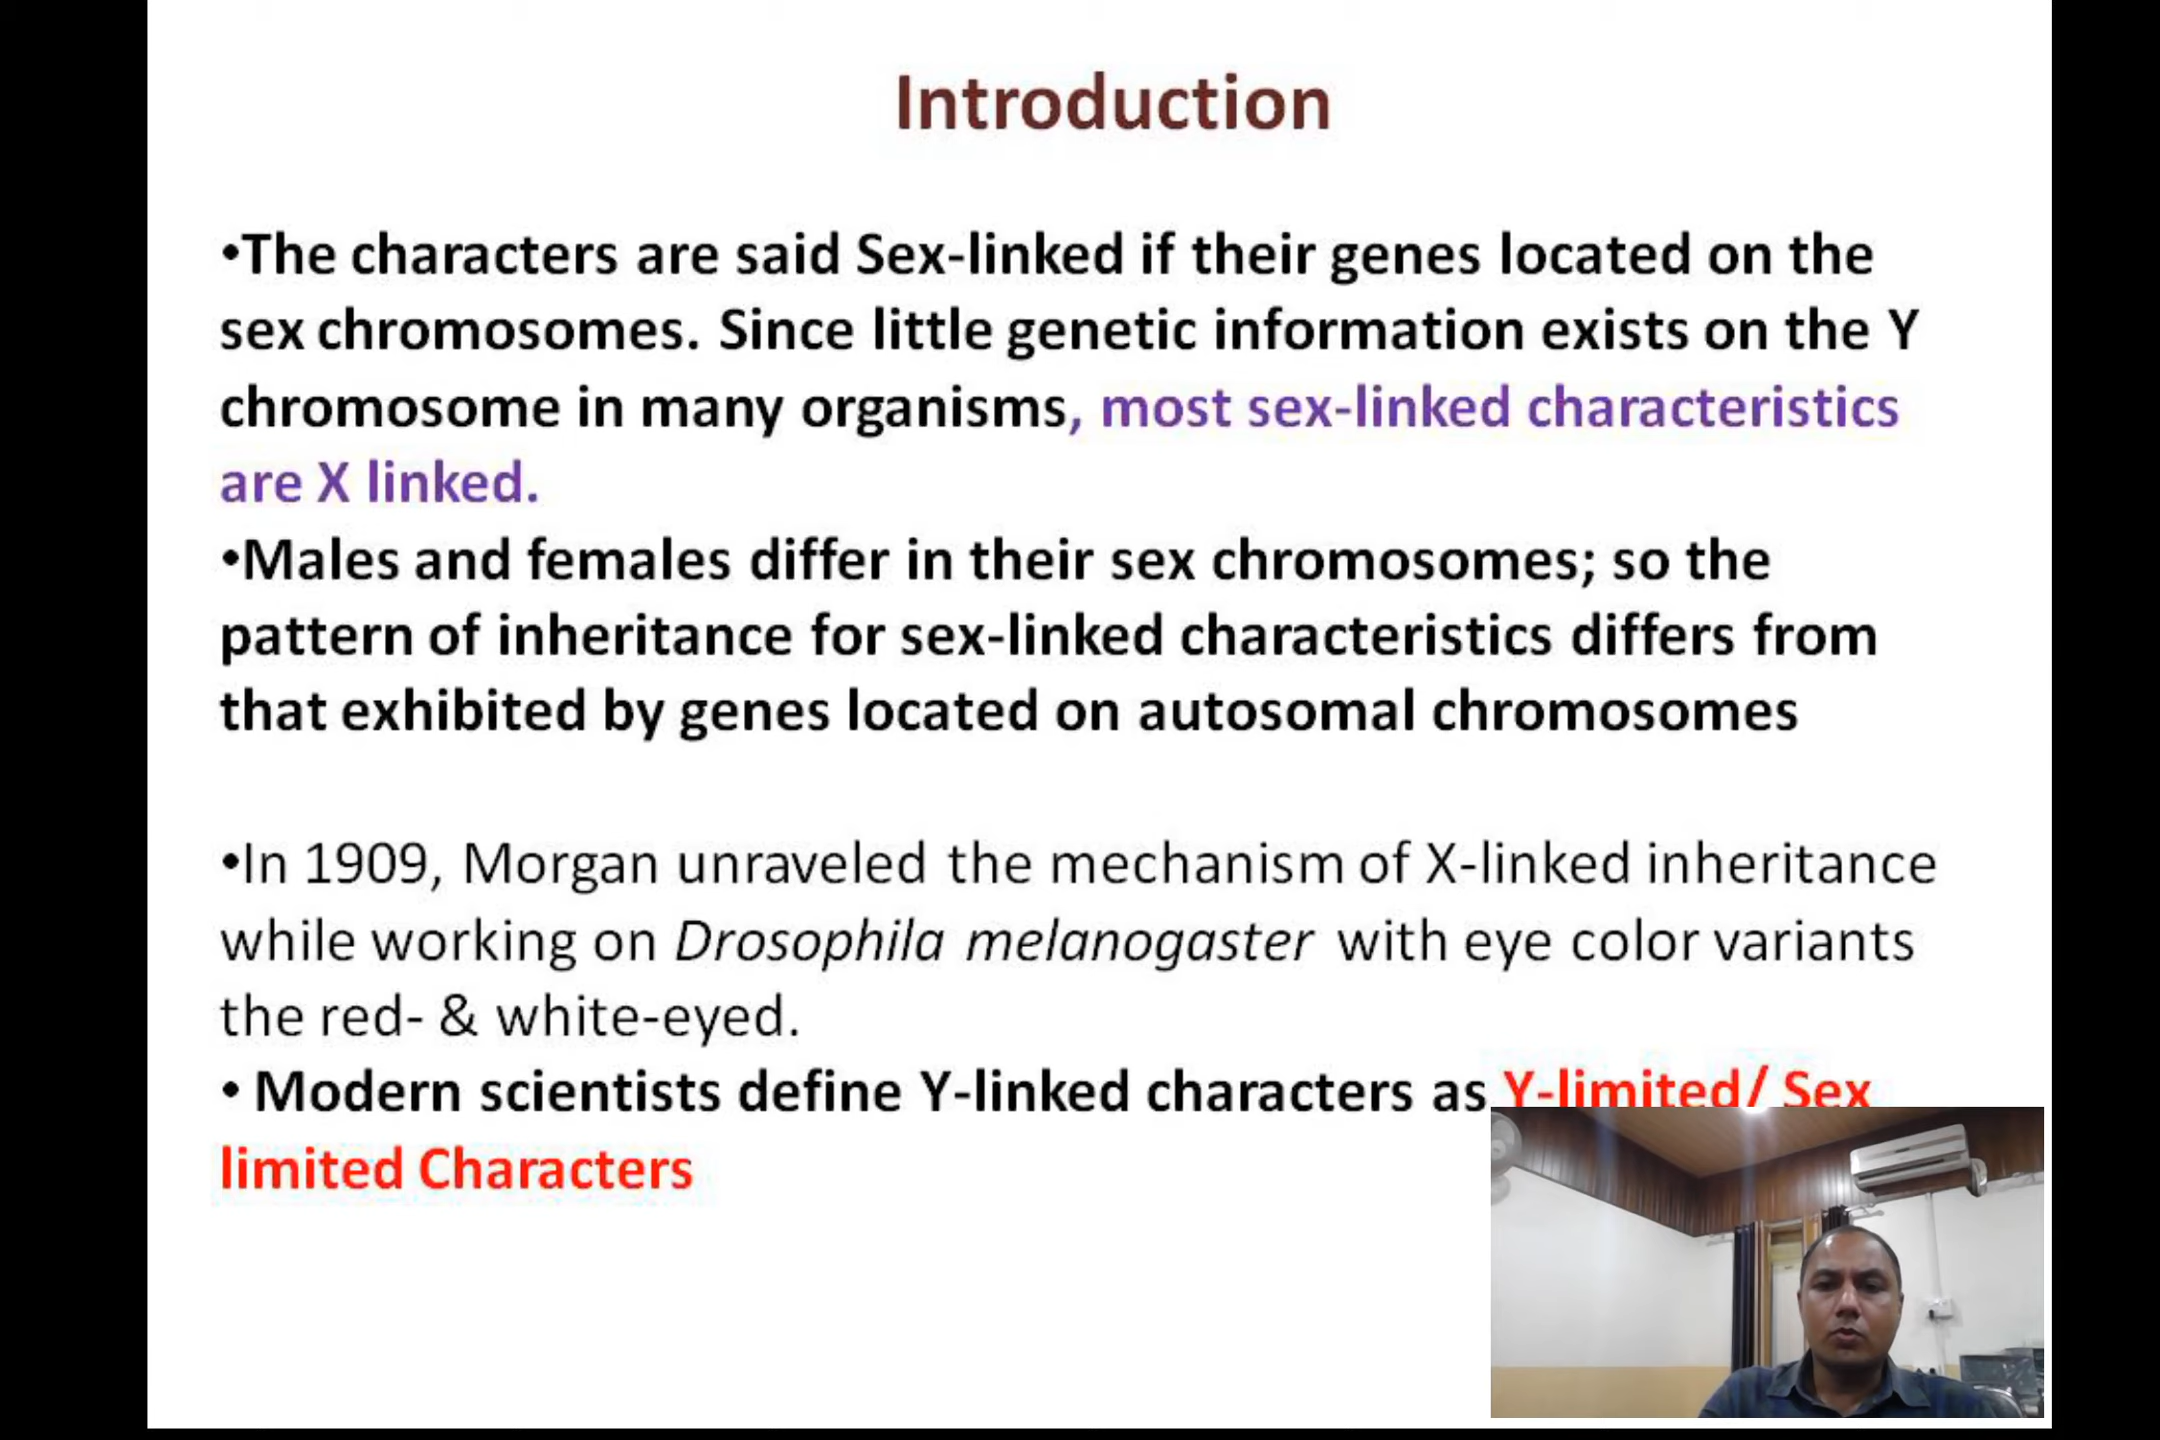 Introduction
•The characters are said Sex-linked if their genes located on the
sex chromosomes. Since little genetic information exists on the Y
chromosome in many organisms, most sex-linked characteristics
are X linked.
•Males and females differ in their sex chromosomes; so the
pattern of inheritance for sex-linked characteristics differs from
that exhibited by genes located on autosomal chromosomes
•In 1909, Morgan unraveled the mechanism of X-linked inheritance
while working on Drosophila melanogaster with eye color variants
the red- & white-eyed.
• Modern scientists define Y-linked characters as Y-limited/ Sex
limited Characters